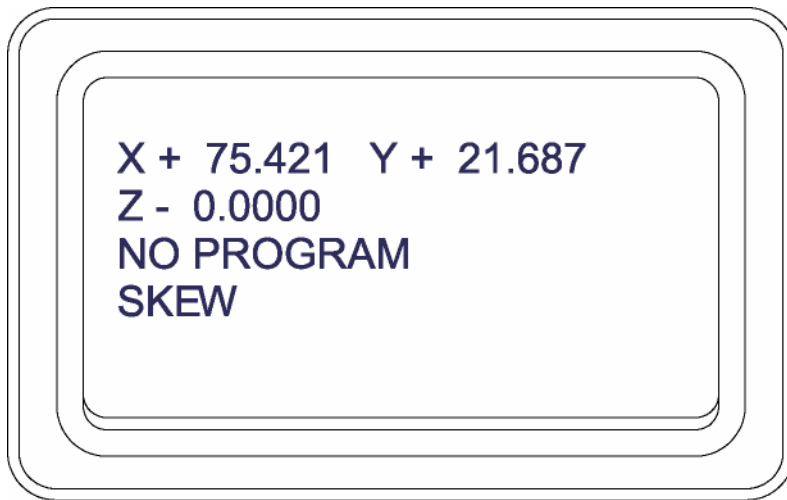 X + 75.421 Y + 21.687
Z - 0.0000
NO PROGRAM
SKEW